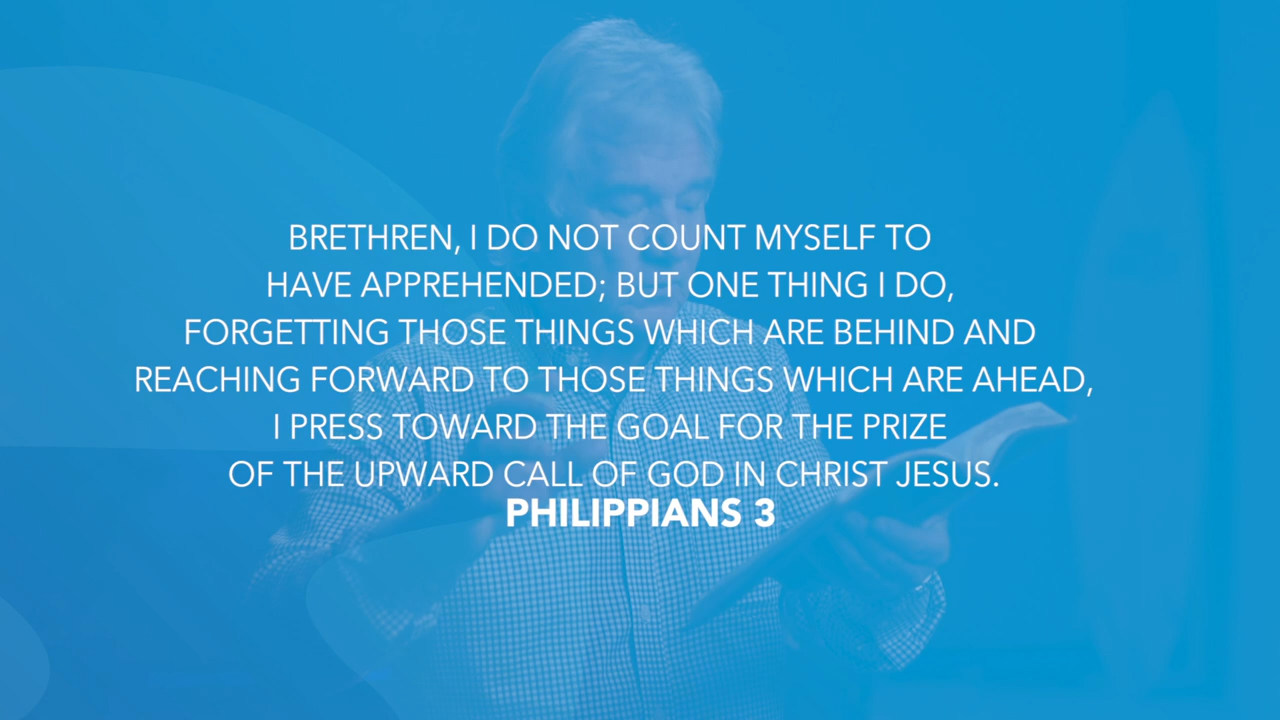 BRETHREN, I DO NOT COUNT MYSELF TO
HAVE APPREHENDED; BUT ONE THING I DO,
FORGETTING THOSE THINGS WHICH ARE BEHIND AND
REACHING FORWARD TO THOSE THINGS WHICH ARE AHEAD,
I PRESS TOWARD THE GOAL FOR THE PRIZE
OF THE UPWARD CALL OF GOD IN CHRIST JESUS.
PHILIPPIANS 3